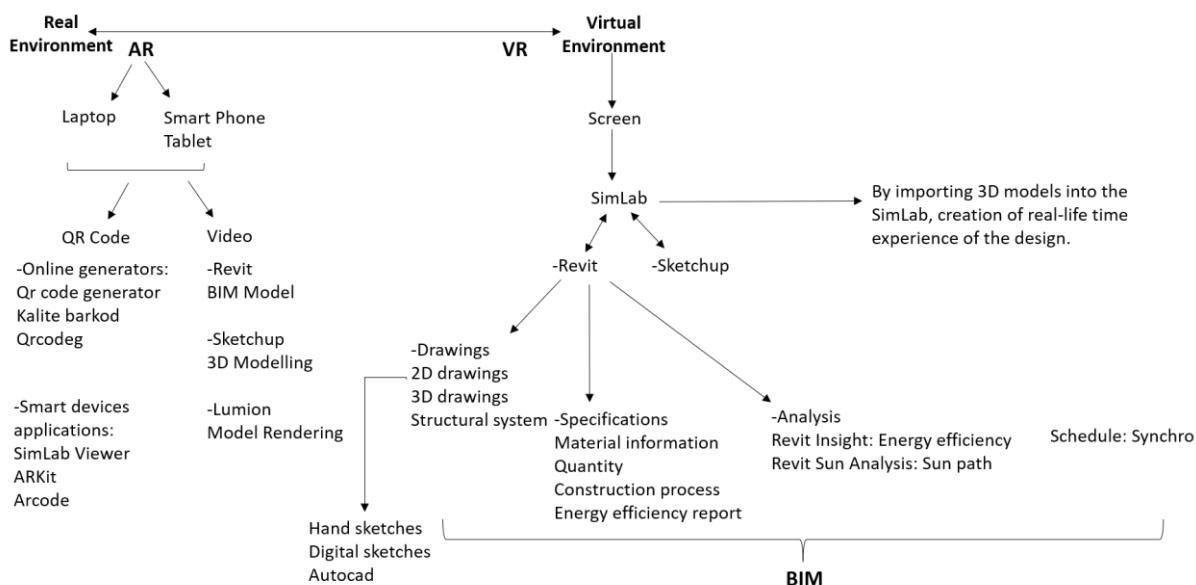 Real
Environment
AR
VR
Virtual
Environment
Laptop
Smart Phone
Tablet
Screen
SimLab
By importing 3D models into the
SimLab, creation of real-life time
experience of the design.
QR Code
Video
-Online generators:
Qr code generator
Kalite barkod
Qrcodeg
-Revit
BIM Model
-Sketchup
3D Modelling
-Lumion
Model Rendering
-Smart devices
applications:
SimLab Viewer
ARKit
Arcode
-Revit
-Sketchup
-Drawings
2D drawings
3D drawings
Structural system
-Specifications
Material information
Quantity
Construction process
Energy efficiency report
-Analysis
Revit Insight: Energy efficiency
Revit Sun Analysis: Sun path
Schedule: Synchro
Hand sketches
Digital sketches
Autocad
BIM